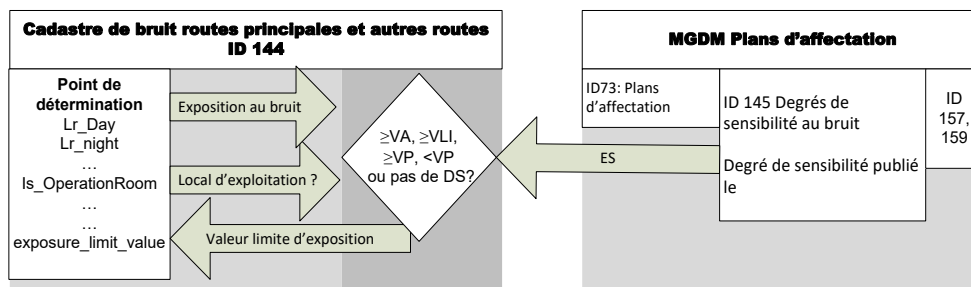 Cadastre de bruit routes principales et autres routes
ID 144
Point de
détermination
Lr_Day
Lr_night
…
Is_OperationRoom
…
…
exposure_limit_value
Exposition au bruit
Local d'exploitation ?
Valeur limite d'exposition
≥VA, ≥VLI,
≥VP, <VP
ou pas de DS?
ES
MGDM Plans d'affectation
ID73: Plans
d'affectation
ID 145 Degrés de
sensibilité au bruit
Degré de sensibilité publié
le
ID
157,
159